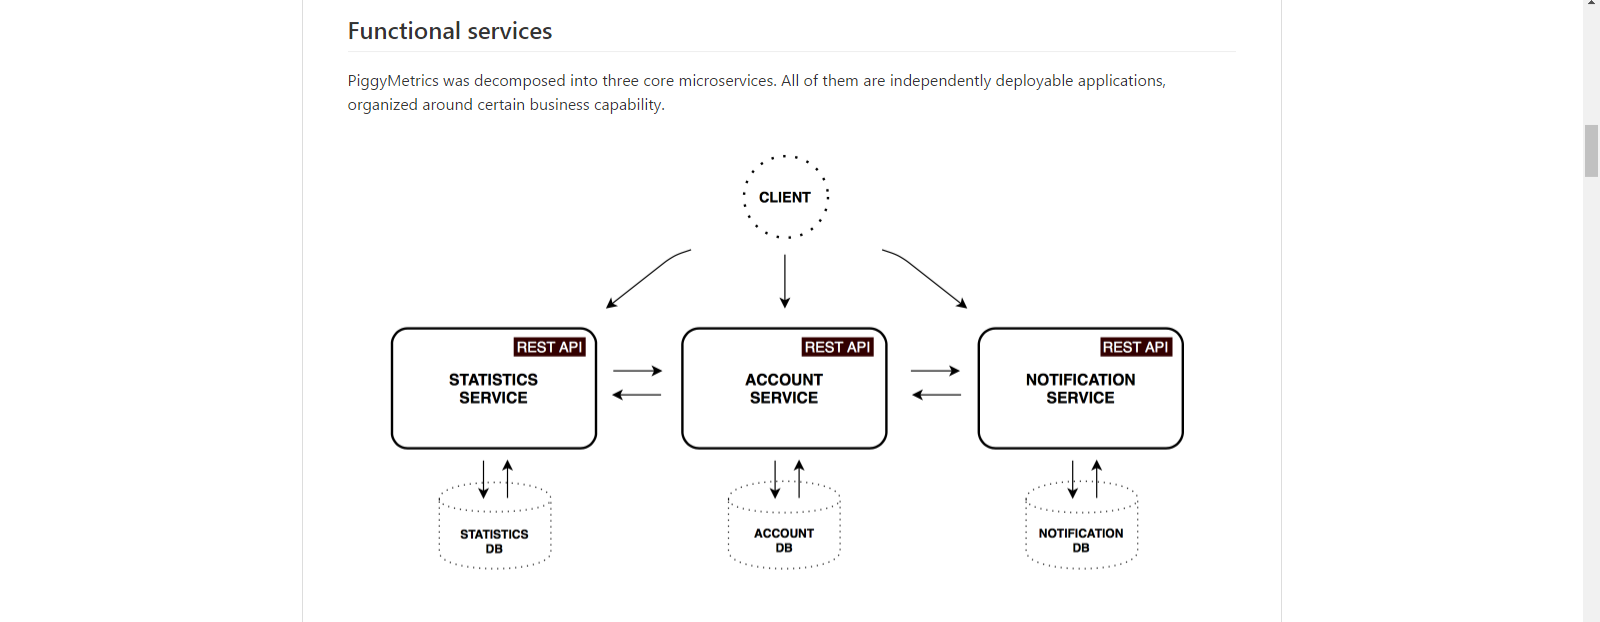 Functional services
PiggyMetrics was decomposed into three core microservices. All of them are independently deployable applications,
organized around certain business capability.
CLIENT
REST API
STATISTICS
SERVICE
REST API
ACCOUNT
SERVICE
REST API
NOTIFICATION
SERVICE
STATISTICS
DB
ACCOUNT
DB
NOTIFICATION
DB